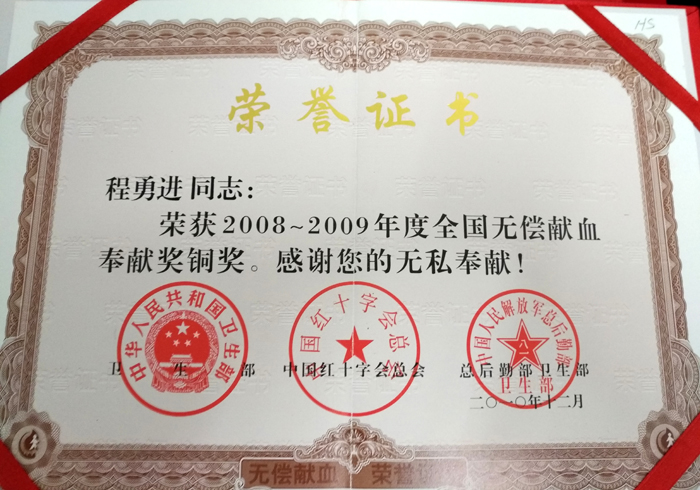 HS
荣誉证书
程勇进 同志：
荣获2008~2009年度全国无偿献血
奉献奖铜奖。感谢您的无私奉献！
中华人民共和国卫生部
中国红十字会总会
中国人民解放军总后勤部
卫生部
卫 生 部
中国红十字会总会
总后勤部卫生部
二〇一〇年十二月
无偿献血 荣誉证书